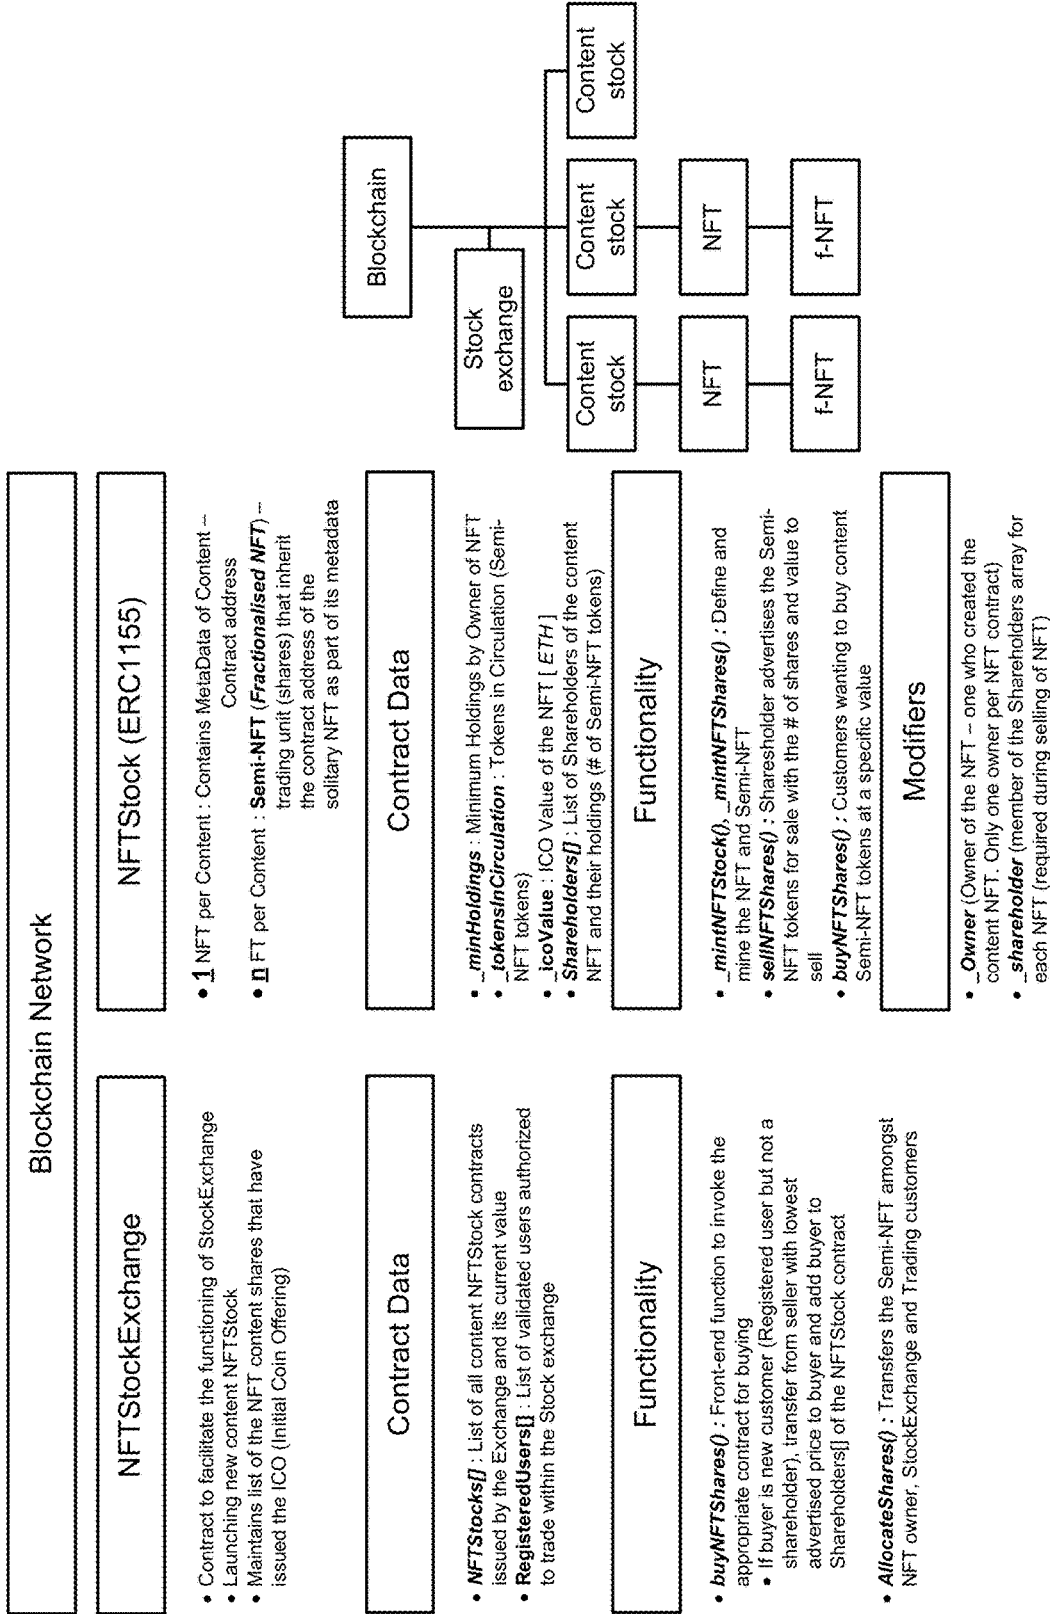 Blockchain Network
NFTStockExchange
• Contract to facilitate the functioning of StockExchange
• Launching new content NFTStock
• Maintains list of the NFT content shares that have
issued the ICO (Initial Coin Offering)
Contract Data
• NFTStocks[] : List of all content NFTStock contracts
issued by the Exchange and its current value
• RegisteredUsers[] : List of validated users authorized
to trade within the Stock exchange
Functionality
• buyNFTShares() : Front-end function to invoke the
appropriate contract for buying
• If buyer is new customer (Registered user but not a
shareholder), transfer from seller with lowest
advertised price to buyer and add buyer to
Shareholders[] of the NFTStock contract
• AllocateShares() : Transfers the Semi-NFT amongst
NFT owner, StockExchange and Trading customers
NFTStock (ERC1155)
• 1 NFT per Content : Contains MetaData of Content –
Contract address
• n FT per Content : Semi-NFT (Fractionalised NFT) –
trading unit (shares) that inherit
the contract address of the
solitary NFT as part of its metadata
Contract Data
• _minHoldings : Minimum Holdings by Owner of NFT
• _tokensInCirculation : Tokens in Circulation (Semi-
NFT tokens)
• _icoValue : ICO Value of the NFT [ ETH ]
• Shareholders[] : List of Shareholders of the content
NFT and their holdings (# of Semi-NFT tokens)
Functionality
• _mintNFTStock(), _mintNFTShares() : Define and
mine the NFT and Semi-NFT
• sellNFTShares() : Sharesholder advertises the Semi-
NFT tokens for sale with the # of shares and value to
sell
• buyNFTShares() : Customers wanting to buy content
Semi-NFT tokens at a specific value
Modifiers
• _Owner (Owner of the NFT – one who created the
content NFT. Only one owner per NFT contract)
• _shareholder (member of the Shareholders array for
each NFT (required during selling of NFT)
Blockchain
Stock
exchange
Content
stock
Content
stock
Content
stock
NFT
NFT
f-NFT
f-NFT